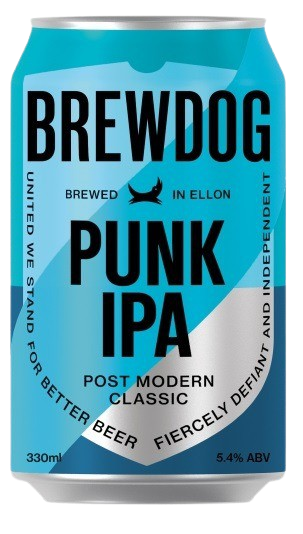 BREWDOG
BREWED IN ELLON
PUNK
IPA
POST MODERN
CLASSIC
UNITED WE STAND FOR BETTER BEER
FIERCELY DEFIANT AND INDEPENDENT
330ml
5.4% ABV